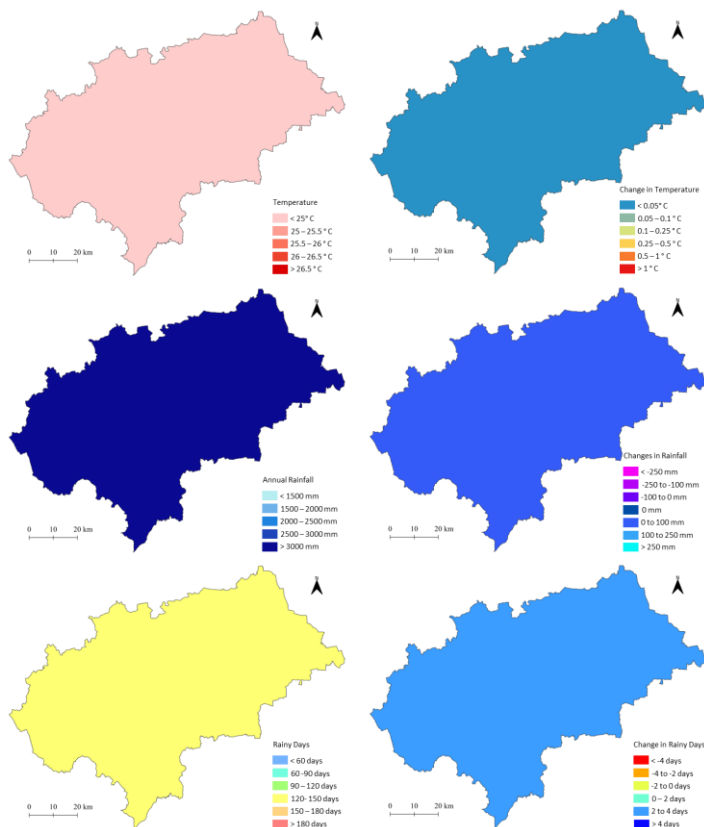 N
Temperature
< 25° C
25 – 25.5° C
25.5 – 26° C
26 – 26.5° C
> 26.5° C
0 10 20 km
N
Change in Temperature
< 0.05° C
0.05 – 0.1° C
0.1 – 0.25° C
0.25 – 0.5° C
0.5 – 1° C
> 1° C
0 10 20 km
N
Annual Rainfall
< 1500 mm
1500 – 2000 mm
2000 – 2500 mm
2500 – 3000 mm
> 3000 mm
0 10 20 km
N
Changes in Rainfall
< -250 mm
-250 to -100 mm
-100 to 0 mm
0 mm
0 to 100 mm
100 to 250 mm
> 250 mm
0 10 20 km
N
Rainy Days
< 60 days
60 -90 days
90 – 120 days
120- 150 days
150 – 180 days
> 180 days
0 10 20 km
N
Change in Rainy Days
< -4 days
-4 to -2 days
-2 to 0 days
0 – 2 days
2 to 4 days
> 4 days
0 10 20 km